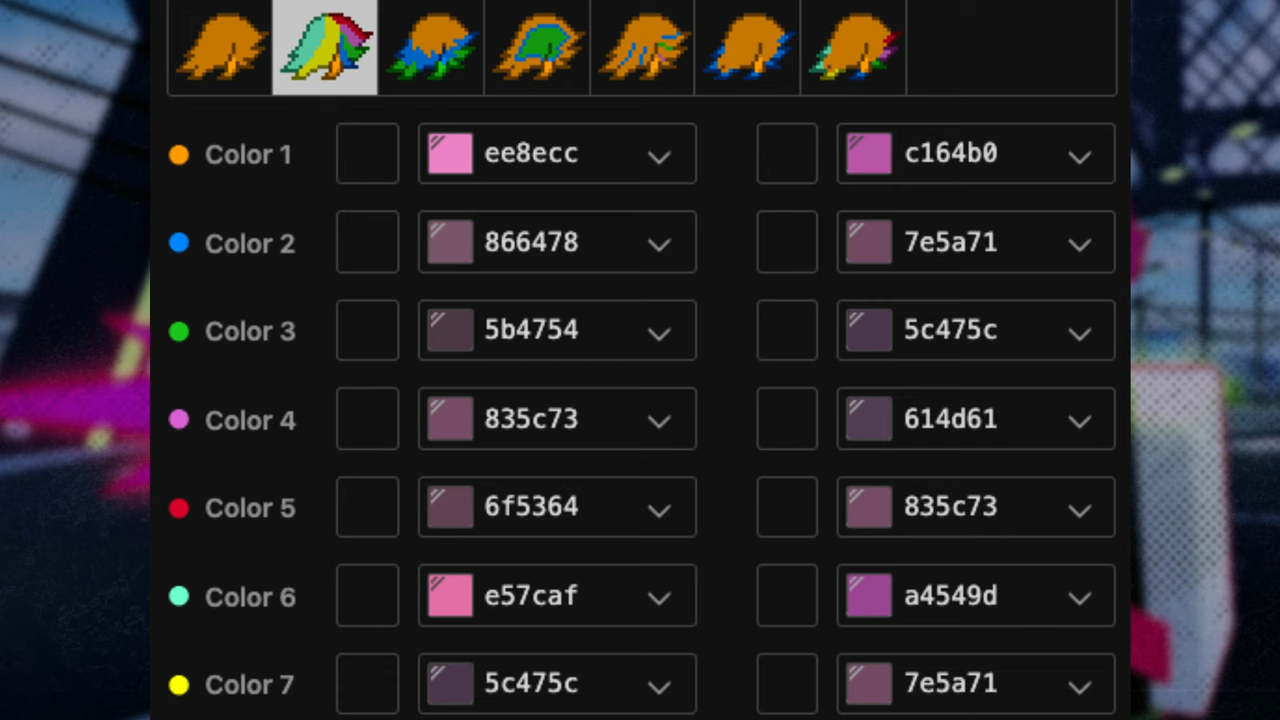 Color 1 ee8ecc c164b0
Color 2 866478 7e5a71
Color 3 5b4754 5c475c
Color 4 835c73 614d61
Color 5 6f5364 835c73
Color 6 e57caf a4549d
Color 7 5c475c 7e5a71